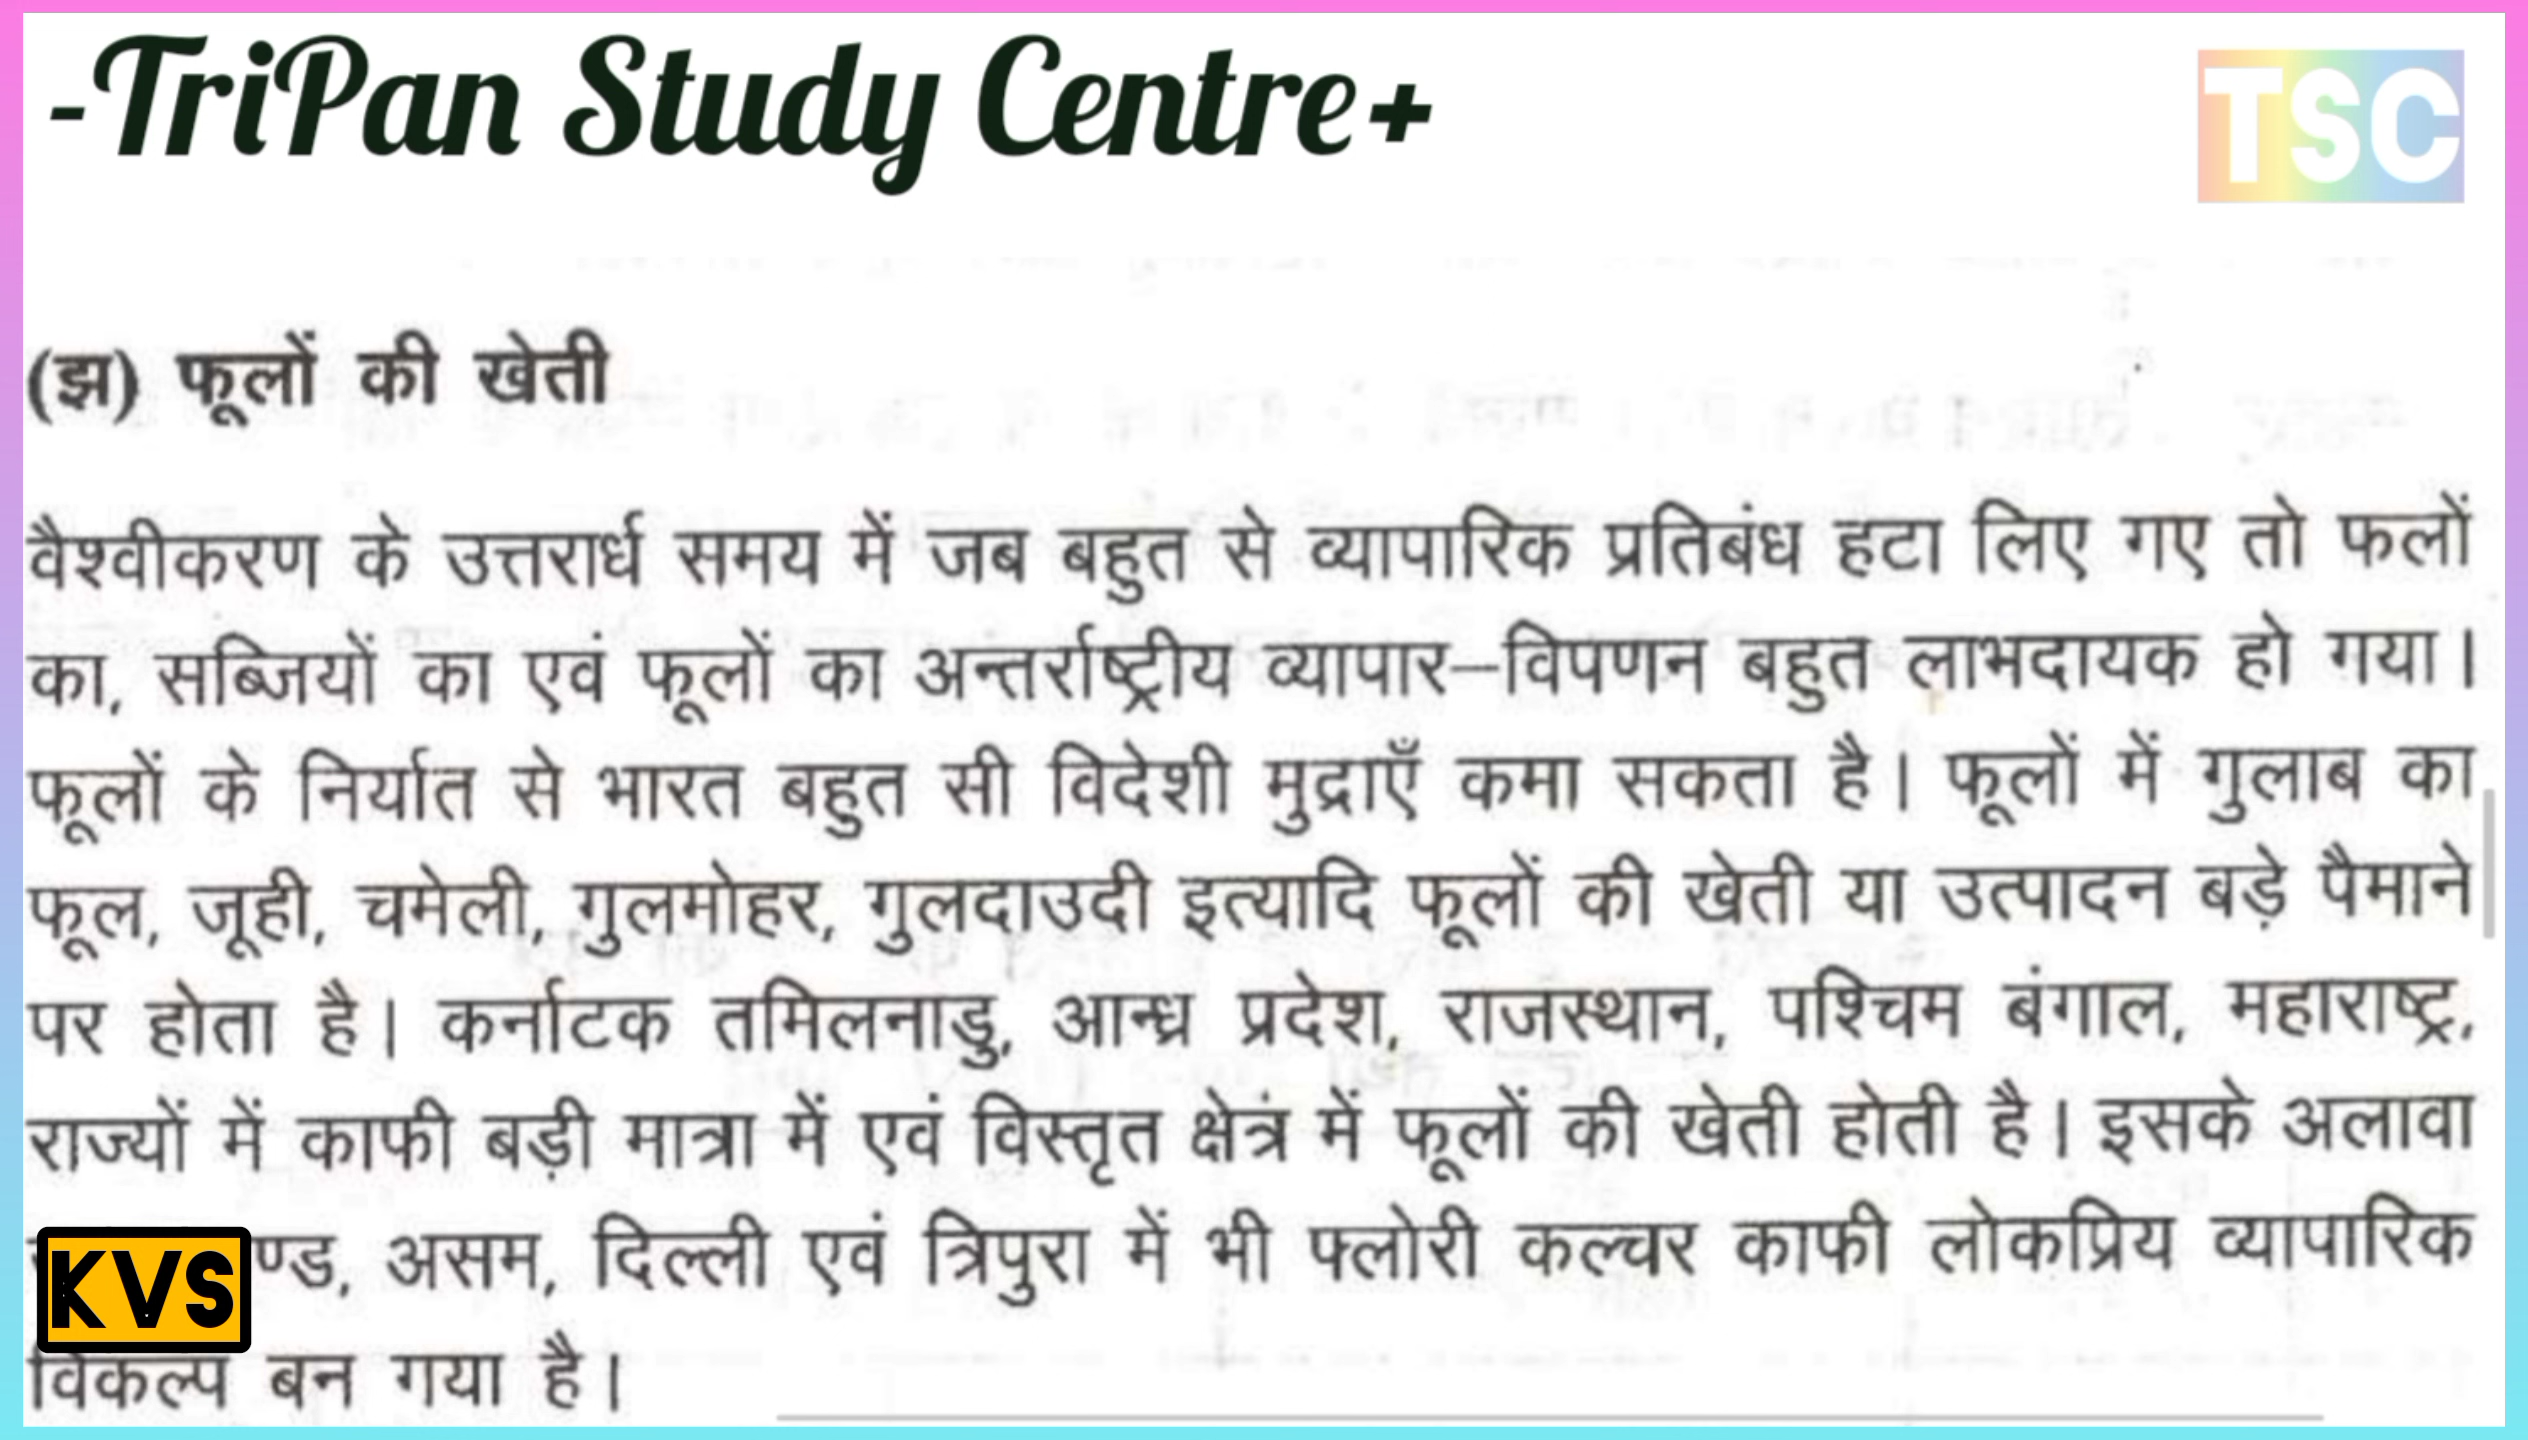 -TriPan Study Centre+
TSC
(झ) फूलों की खेती
वैश्वीकरण के उत्तरार्ध समय में जब बहुत से व्यापारिक प्रतिबंध हटा लिए गए तो फलों
का, सब्जियों का एवं फूलों का अन्तर्राष्ट्रीय व्यापार–विपणन बहुत लाभदायक हो गया।
फूलों के निर्यात से भारत बहुत सी विदेशी मुद्राएँ कमा सकता है। फूलों में गुलाब का
फूल, जूही, चमेली, गुलमोहर, गुलदाउदी इत्यादि फूलों की खेती या उत्पादन बड़े पैमाने
पर होता है। कर्नाटक तमिलनाडु, आन्ध्र प्रदेश, राजस्थान, पश्चिम बंगाल, महाराष्ट्र,
राज्यों में काफी बड़ी मात्रा में एवं विस्तृत क्षेत्रं में फूलों की खेती होती है। इसके अलावा
KVS
असम, दिल्ली एवं त्रिपुरा में भी फ्लोरी कल्चर काफी लोकप्रिय व्यापारिक
विकल्प बन गया है।